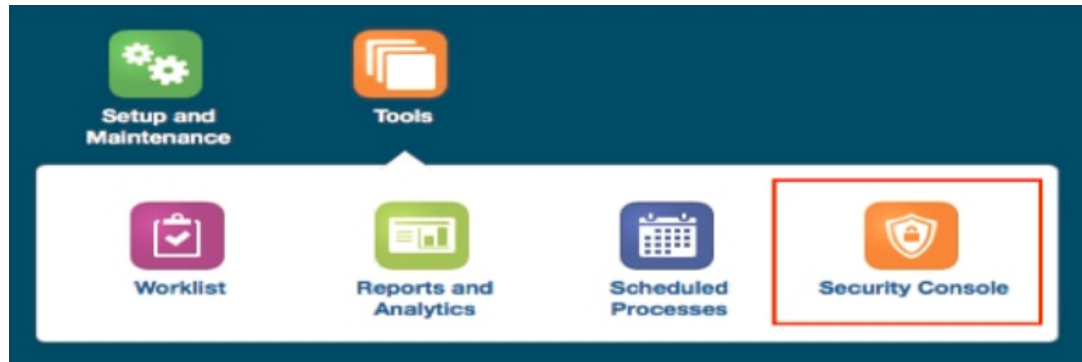 Setup and
Maintenance
Tools
Worklist
Reports and
Analytics
Scheduled
Processes
Security Console